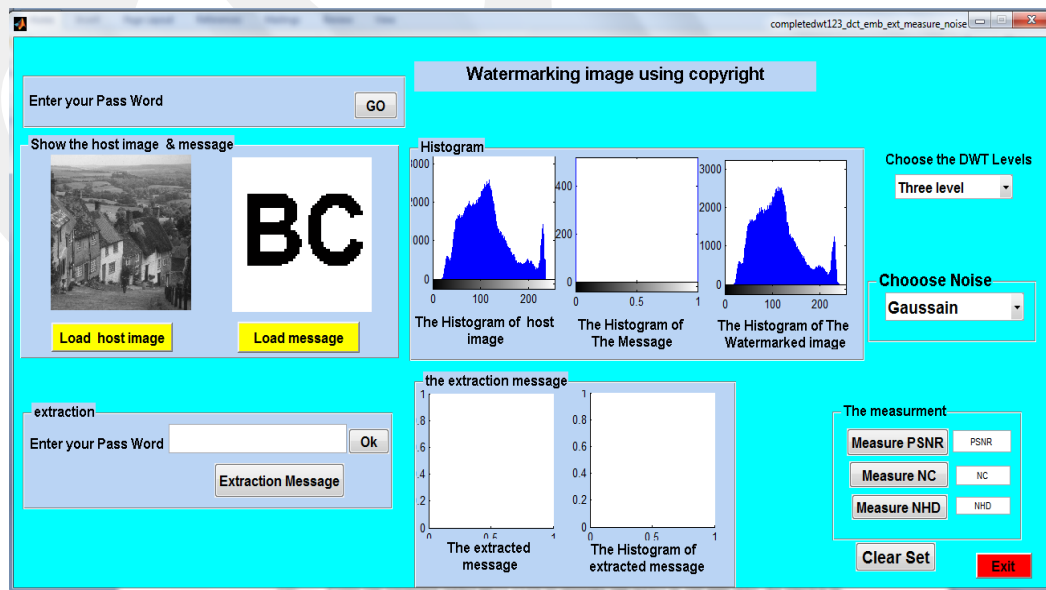 completedwt123_dct_emb_ext_measure_noise
Watermarking image using copyright
Enter your Pass Word
GO
Show the host image & message
BC
Load host image
Load message
Histogram
3000
2000
000
0
0 100 200
The Histogram of host
image
400
200
0
0 0.5 1
The Histogram of
The Message
3000
2000
1000
0
0 100 200
The Histogram of The
Watermarked image
Choose the DWT Levels
Three level
Chooose Noise
Gaussain
extraction
Enter your Pass Word
Ok
Extraction Message
the extraction message
1
0.8
0.6
0.4
0.2
0
0 0.5 1
The extracted
message
1
0.8
0.6
0.4
0.2
0
0 0.5 1
The Histogram of
extracted message
The measurment
Measure PSNR
PSNR
Measure NC
NC
Measure NHD
NHD
Clear Set
Exit